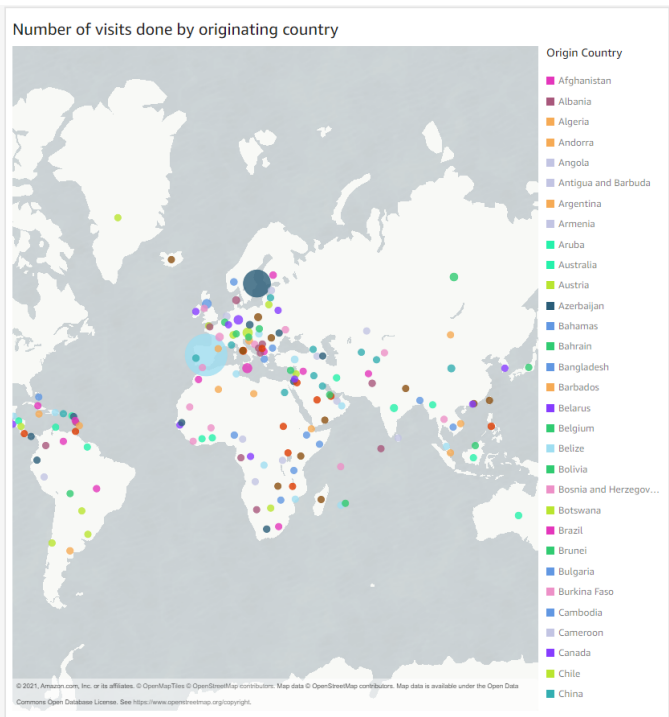 Number of visits done by originating country
Origin Country
Afghanistan
Albania
Algeria
Andorra
Angola
Antigua and Barbuda
Argentina
Armenia
Aruba
Australia
Austria
Azerbaijan
Bahamas
Bahrain
Bangladesh
Barbados
Belarus
Belgium
Belize
Bolivia
Bosnia and Herzegov...
Botswana
Brazil
Brunei
Bulgaria
Burkina Faso
Cambodia
Cameroon
Canada
Chile
China
© 2021, Amazon.com, Inc. or its affiliates. © OpenMapTiles © OpenStreetMap contributors. Map data © OpenStreetMap contributors. Map data is available under the Open Data
Commons Open Database License. See https://www.openstreetmap.org/copyright.